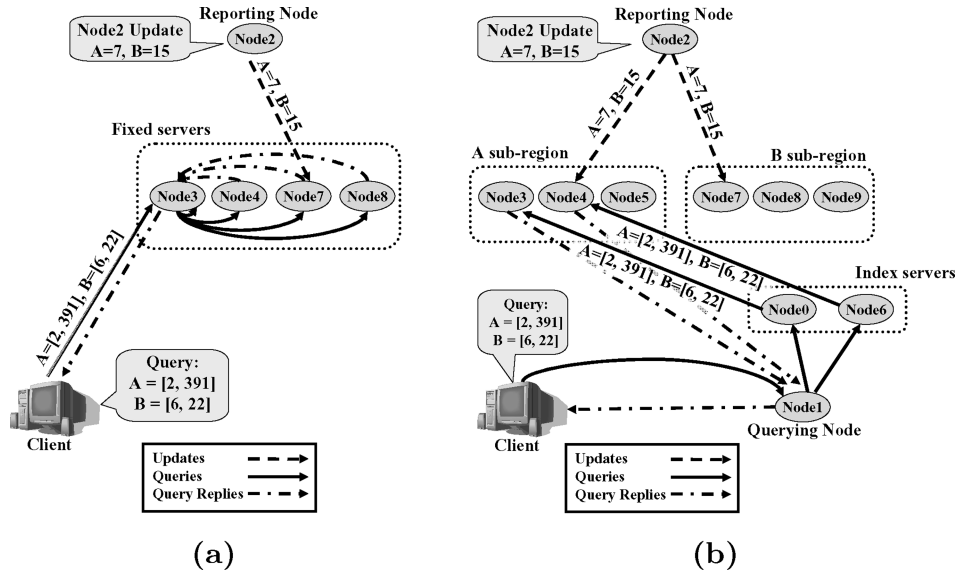 Reporting Node
Node2 Update
A=7, B=15
Node2
A=7, B=15
Fixed servers
Node3
Node4
Node7
Node8
A=[2, 391], B=[6, 22]
Query:
A = [2, 391]
B = [6, 22]
Client
Updates
Queries
Query Replies
(a)
Reporting Node
Node2 Update
A=7, B=15
Node2
A=7, B=15
A=7, B=15
A sub-region
B sub-region
Node3
Node4
Node5
Node7
Node8
Node9
A=[2, 391], B=[6, 22]
A=[2, 391], B=[6, 22]
Index servers
Node0
Node6
Query:
A = [2, 391]
B = [6, 22]
Node1
Querying Node
Client
Updates
Queries
Query Replies
(b)